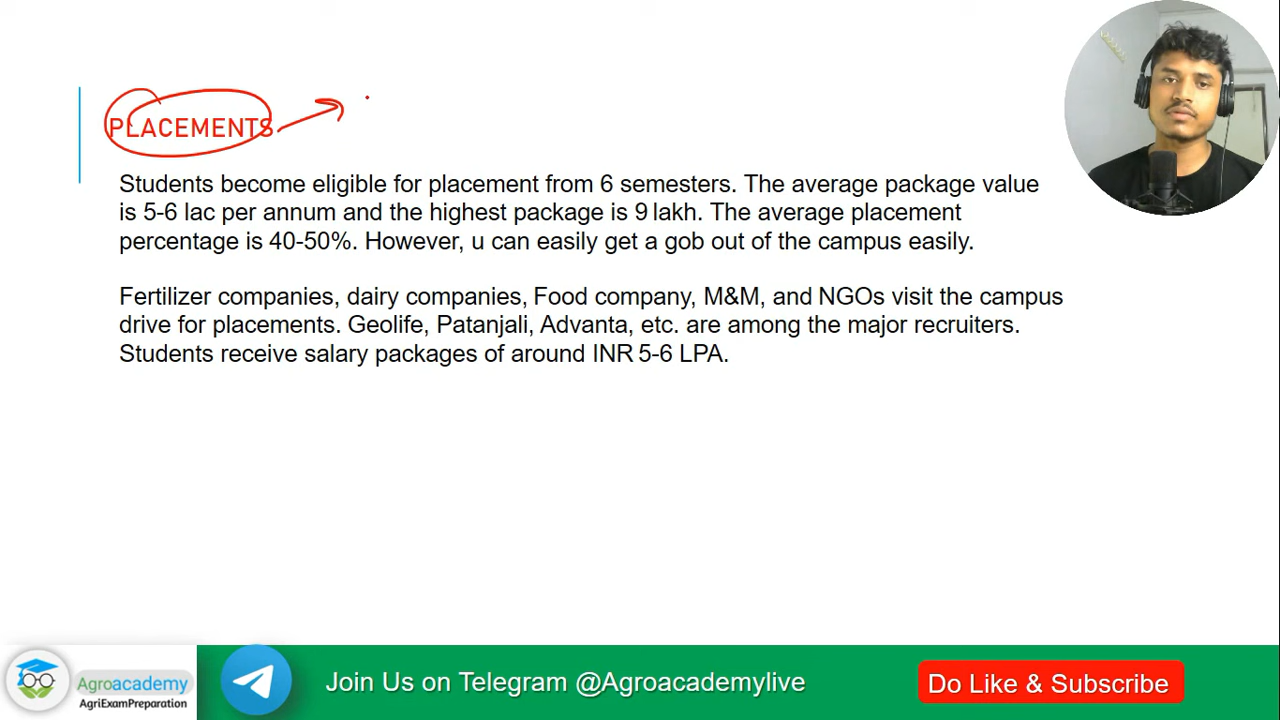 PLACEMENTS
Students become eligible for placement from 6 semesters. The average package value
is 5-6 lac per annum and the highest package is 9 lakh. The average placement
percentage is 40-50%. However, u can easily get a gob out of the campus easily.
Fertilizer companies, dairy companies, Food company, M&M, and NGOs visit the campus
drive for placements. Geolife, Patanjali, Advanta, etc. are among the major recruiters.
Students receive salary packages of around INR 5-6 LPA.
Agroacademy
AgriExamPreparation
Join Us on Telegram @Agroacademylive
Do Like & Subscribe